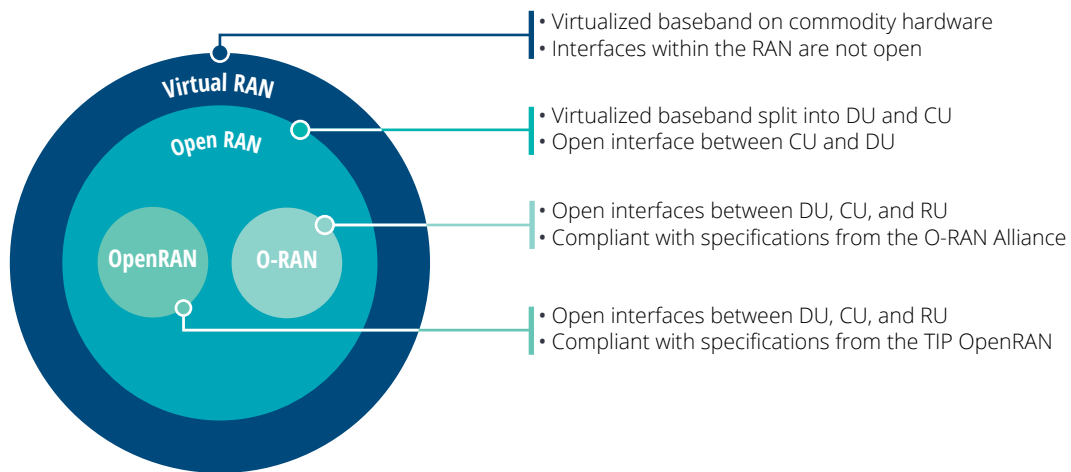 • Virtualized baseband on commodity hardware
• Interfaces within the RAN are not open
Virtual RAN
• Virtualized baseband split into DU and CU
• Open interface between CU and DU
Open RAN
• Open interfaces between DU, CU, and RU
• Compliant with specifications from the O-RAN Alliance
OpenRAN
O-RAN
• Open interfaces between DU, CU, and RU
• Compliant with specifications from the TIP OpenRAN